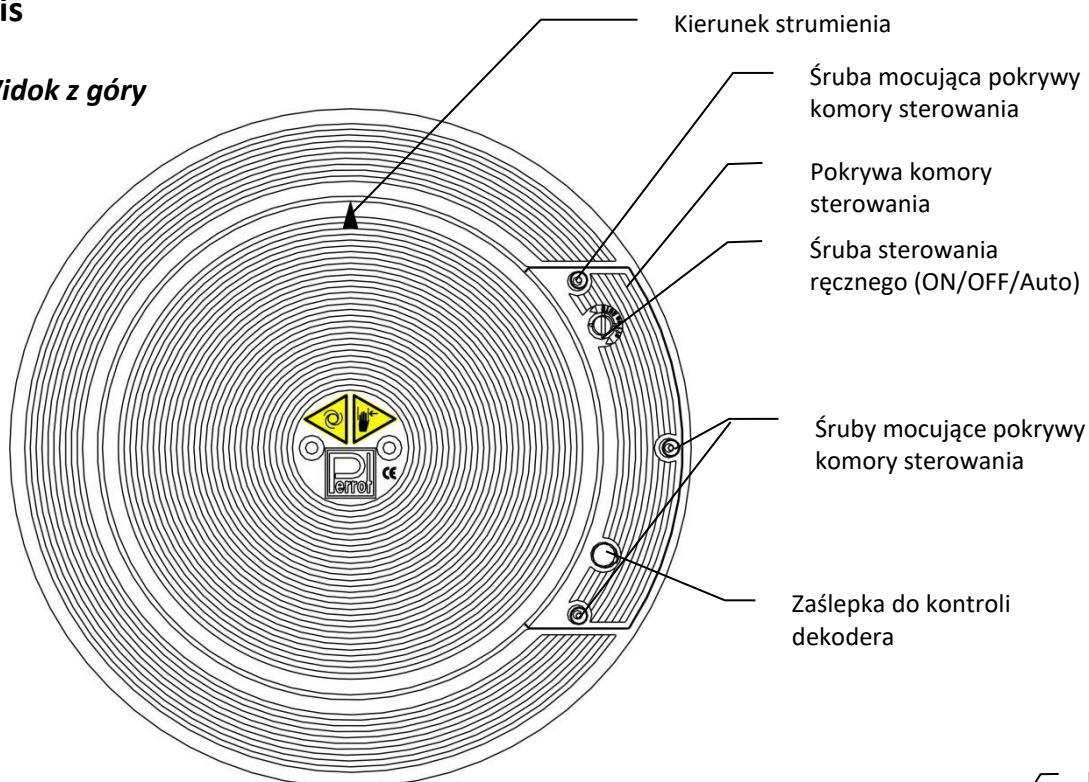 is
idok z góry
Kierunek strumienia
Śruba mocująca pokrywy
komory sterowania
Pokrywa komory
sterowania
Śruba sterowania
ręcznego (ON/OFF/Auto)
Śruby mocujące pokrywy
komory sterowania
Zaślepka do kontroli
dekodera
Perrot
CE